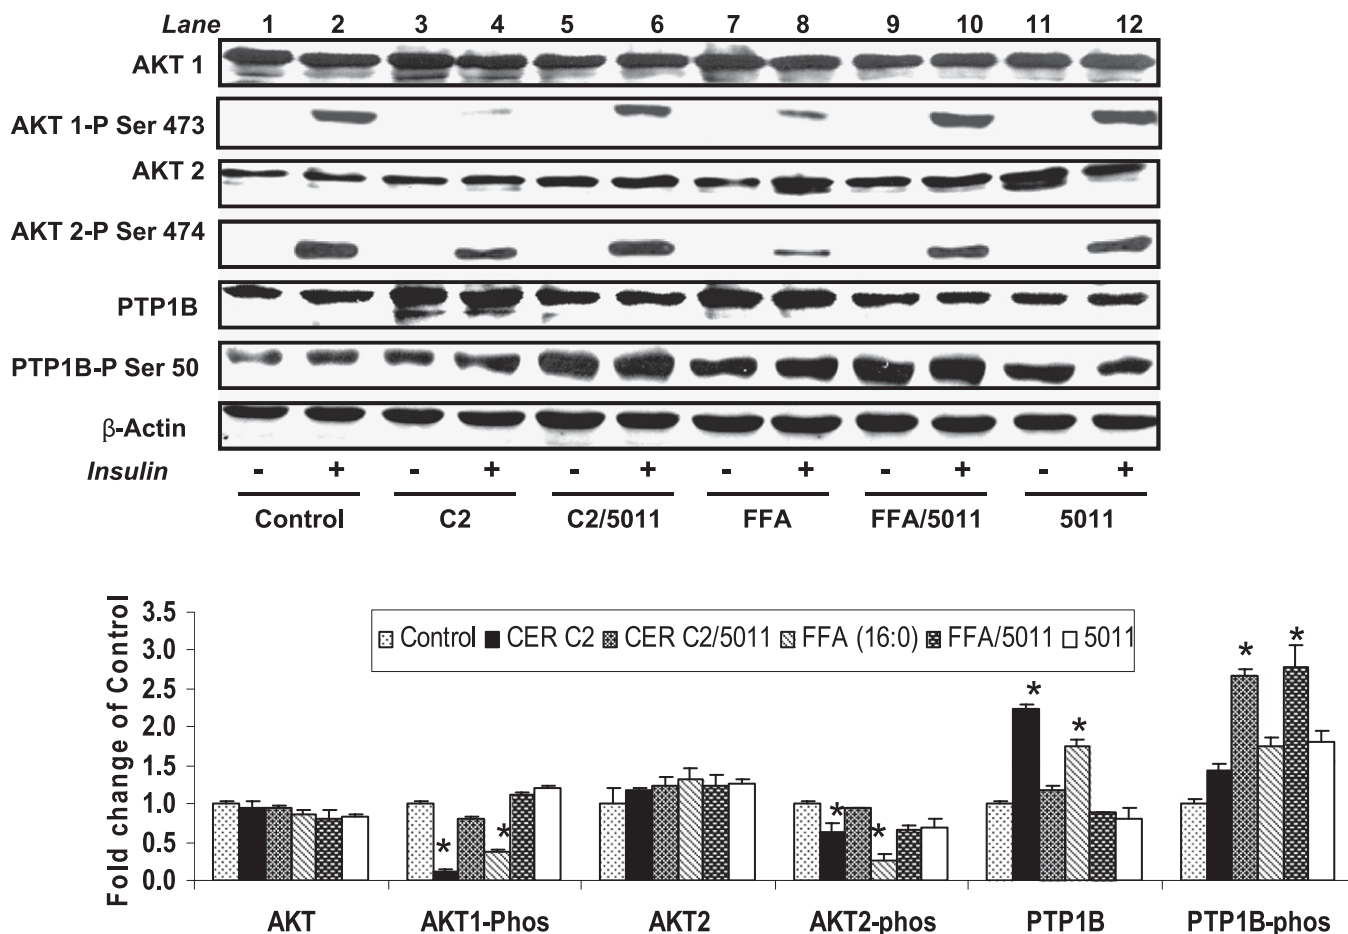 Lane 1 2 3 4 5 6 7 8 9 10 11 12
AKT 1
AKT 1-P Ser 473
AKT 2
AKT 2-P Ser 474
PTP1B
PTP1B-P Ser 50
β-Actin
Insulin - + - + - + - + - + - +
Control C2 C2/5011 FFA FFA/5011 5011
Fold change of Control
3.5
3.0
2.5
2.0
1.5
1.0
0.5
0.0
Control CER C2 CER C2/5011 FFA (16:0) FFA/5011 5011
* * * * * * * *
AKT AKT1-Phos AKT2 AKT2-phos PTP1B PTP1B-phos